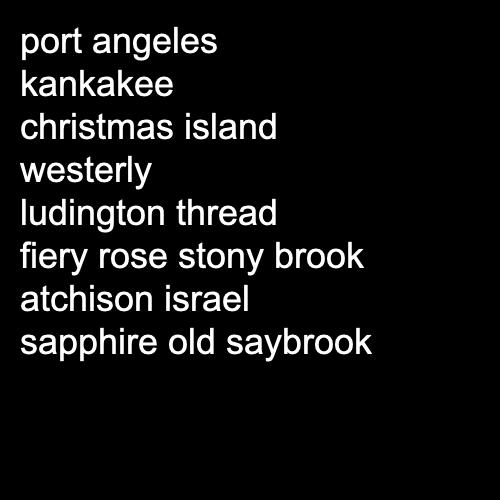 port angeles
kankakee
christmas island
westerly
ludington thread
fiery rose stony brook
atchison israel
sapphire old saybrook